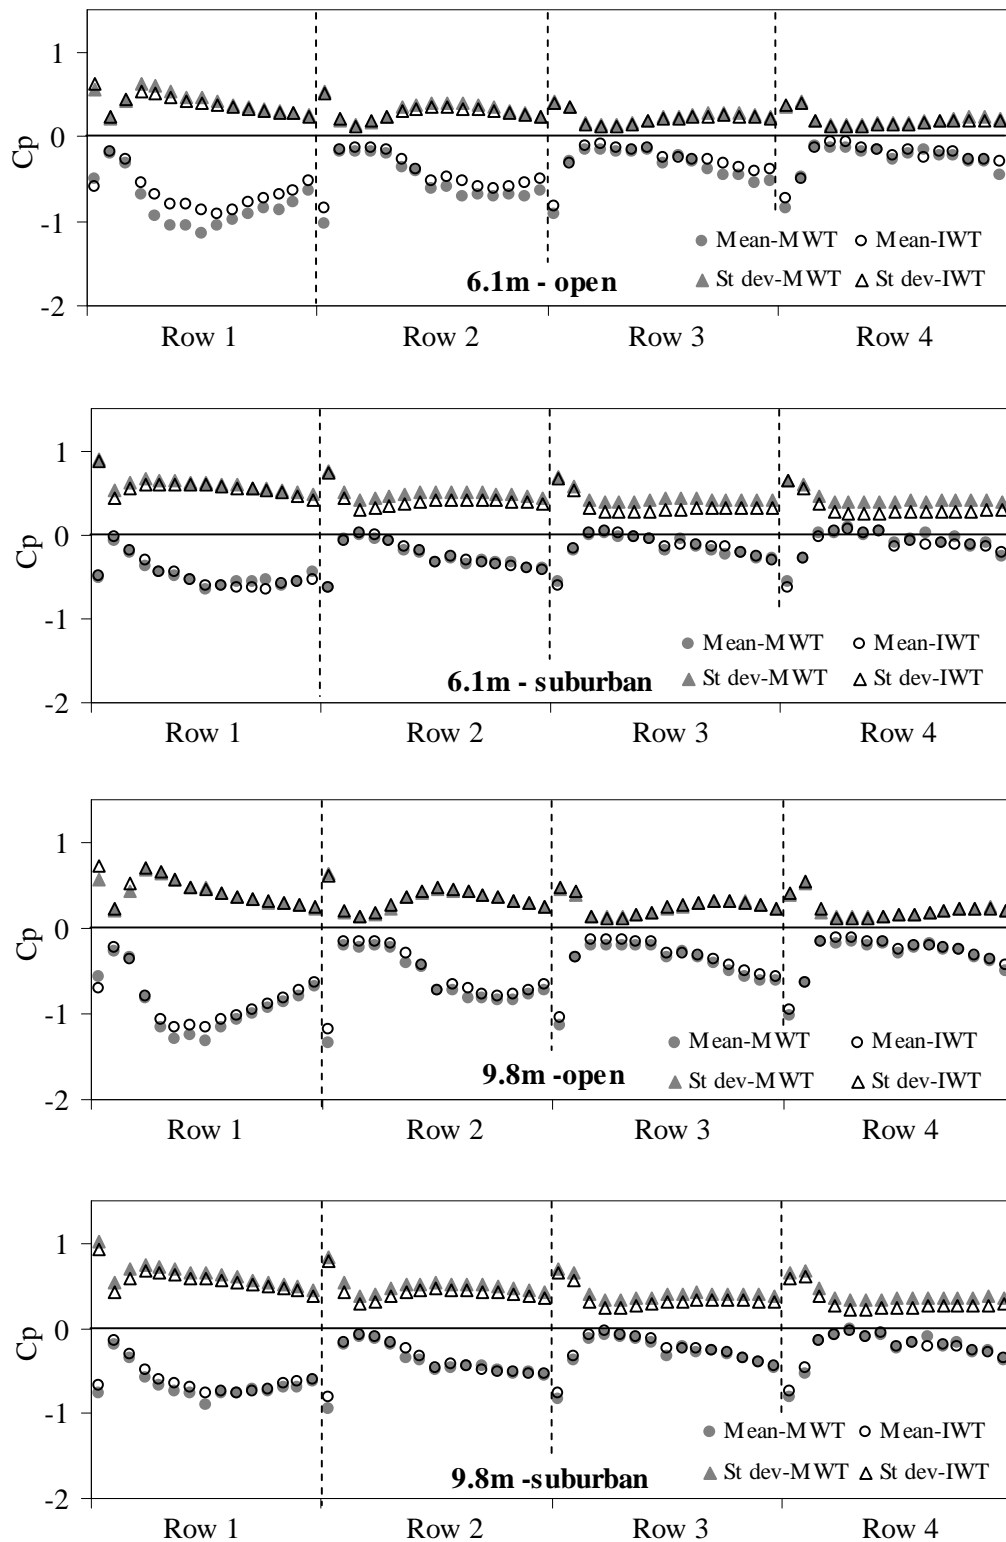 1
0
-1
-2
Cp
Mean-MWT Mean-IWT
St dev-MWT St dev-IWT
6.1m - open
Row 1 Row 2 Row 3 Row 4
1
0
-1
-2
Cp
Mean-MWT Mean-IWT
St dev-MWT St dev-IWT
6.1m - suburban
Row 1 Row 2 Row 3 Row 4
1
0
-1
-2
Cp
Mean-MWT Mean-IWT
St dev-MWT St dev-IWT
9.8m -open
Row 1 Row 2 Row 3 Row 4
1
0
-1
-2
Cp
Mean-MWT Mean-IWT
St dev-MWT St dev-IWT
9.8m -suburban
Row 1 Row 2 Row 3 Row 4